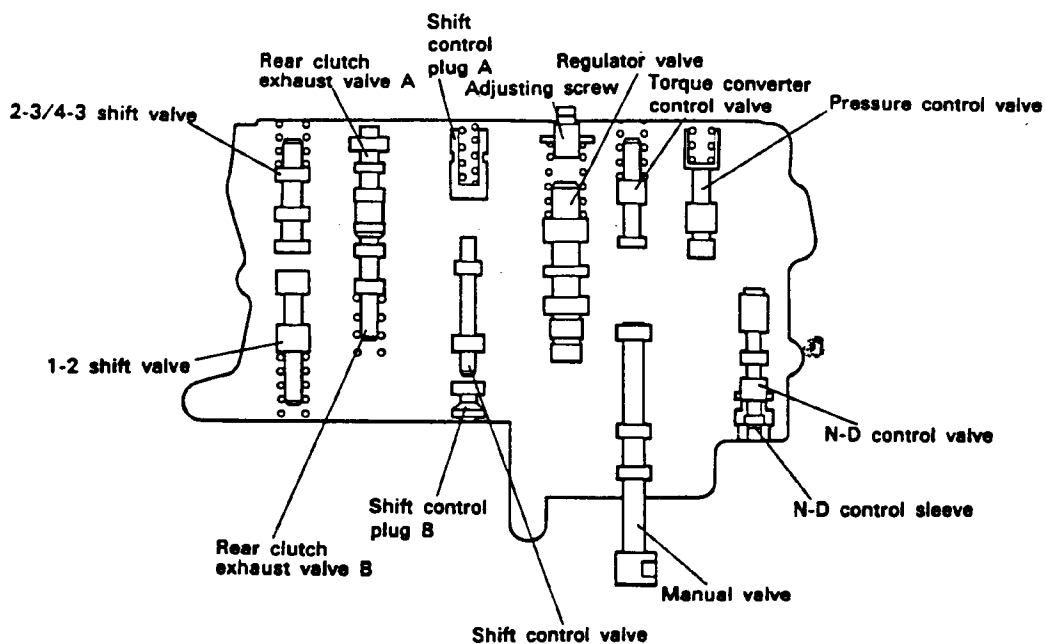 Shift
control
plug A
Rear clutch
exhaust valve A
Regulator valve
Adjusting screw
Torque converter
control valve
Pressure control valve
2-3/4-3 shift valve
1-2 shift valve
N-D control valve
N-D control sleeve
Shift control
plug B
Rear clutch
exhaust valve B
Manual valve
Shift control valve